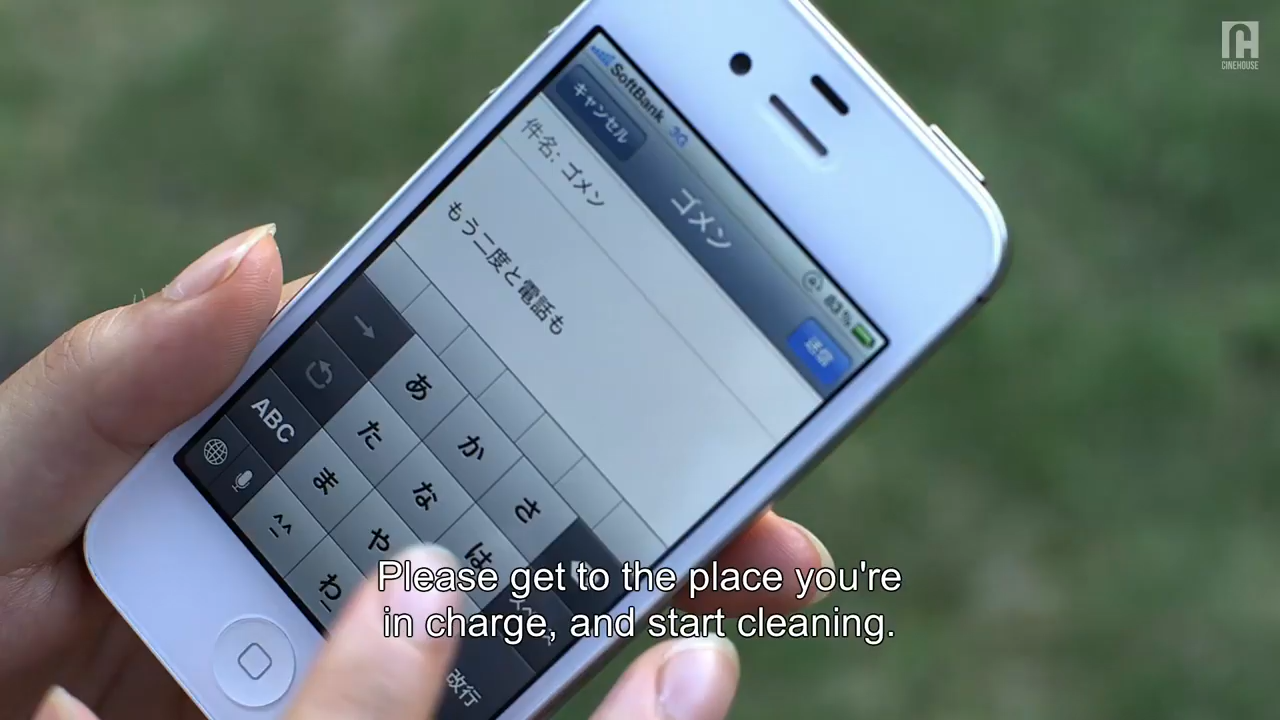 CINEHOUSE
SoftBank 3G 83%
キャンセル ゴメン 送信
件名: ゴメン
もう二度と電話も
→ あ か さ
た な は
ABC ま や
^^ わ
改行
Please get to the place you're
in charge, and start cleaning.